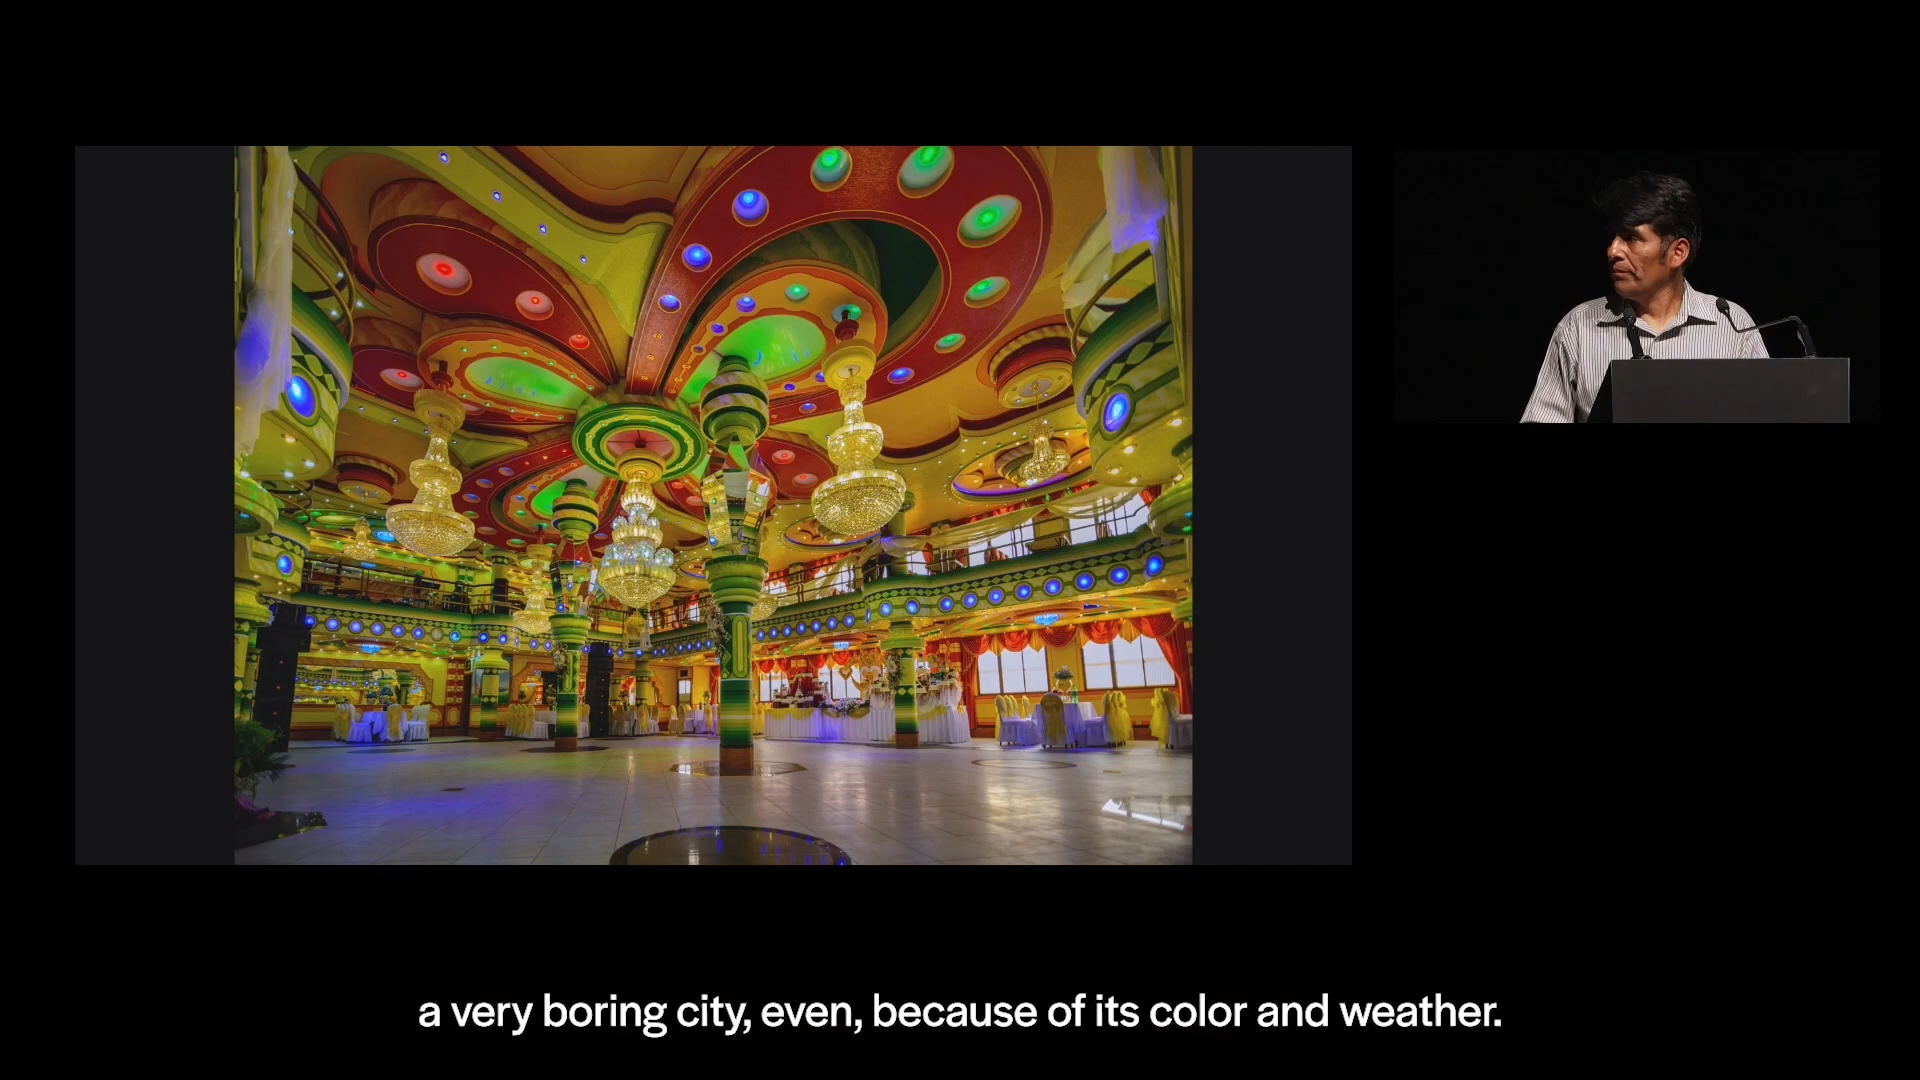 a very boring city, even, because of its color and weather.